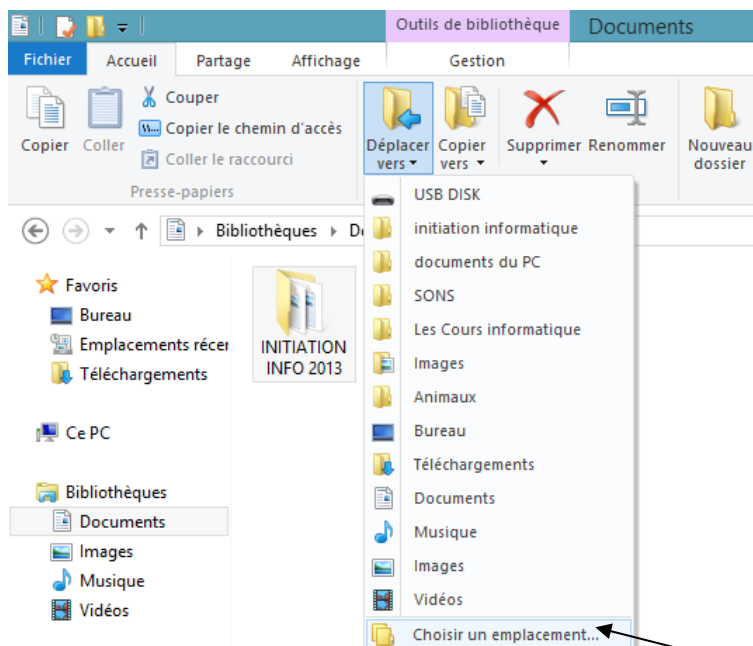 Outils de bibliothèque Documents
Fichier Accueil Partage Affichage Gestion
Copier
Coller
Couper
Copier le chemin d'accès
Coller le raccourci
Presse-papiers
Déplacer
vers
Copier
vers
Supprimer
Renommer
Nouveau
dossier
Bibliothèques
Favoris
Bureau
Emplacements récer
Téléchargements
Ce PC
Bibliothèques
Documents
Images
Musique
Vidéos
INITIATION
INFO 2013
USB DISK
initiation informatique
documents du PC
SONS
Les Cours informatique
Images
Animaux
Bureau
Téléchargements
Documents
Musique
Images
Vidéos
Choisir un emplacement...